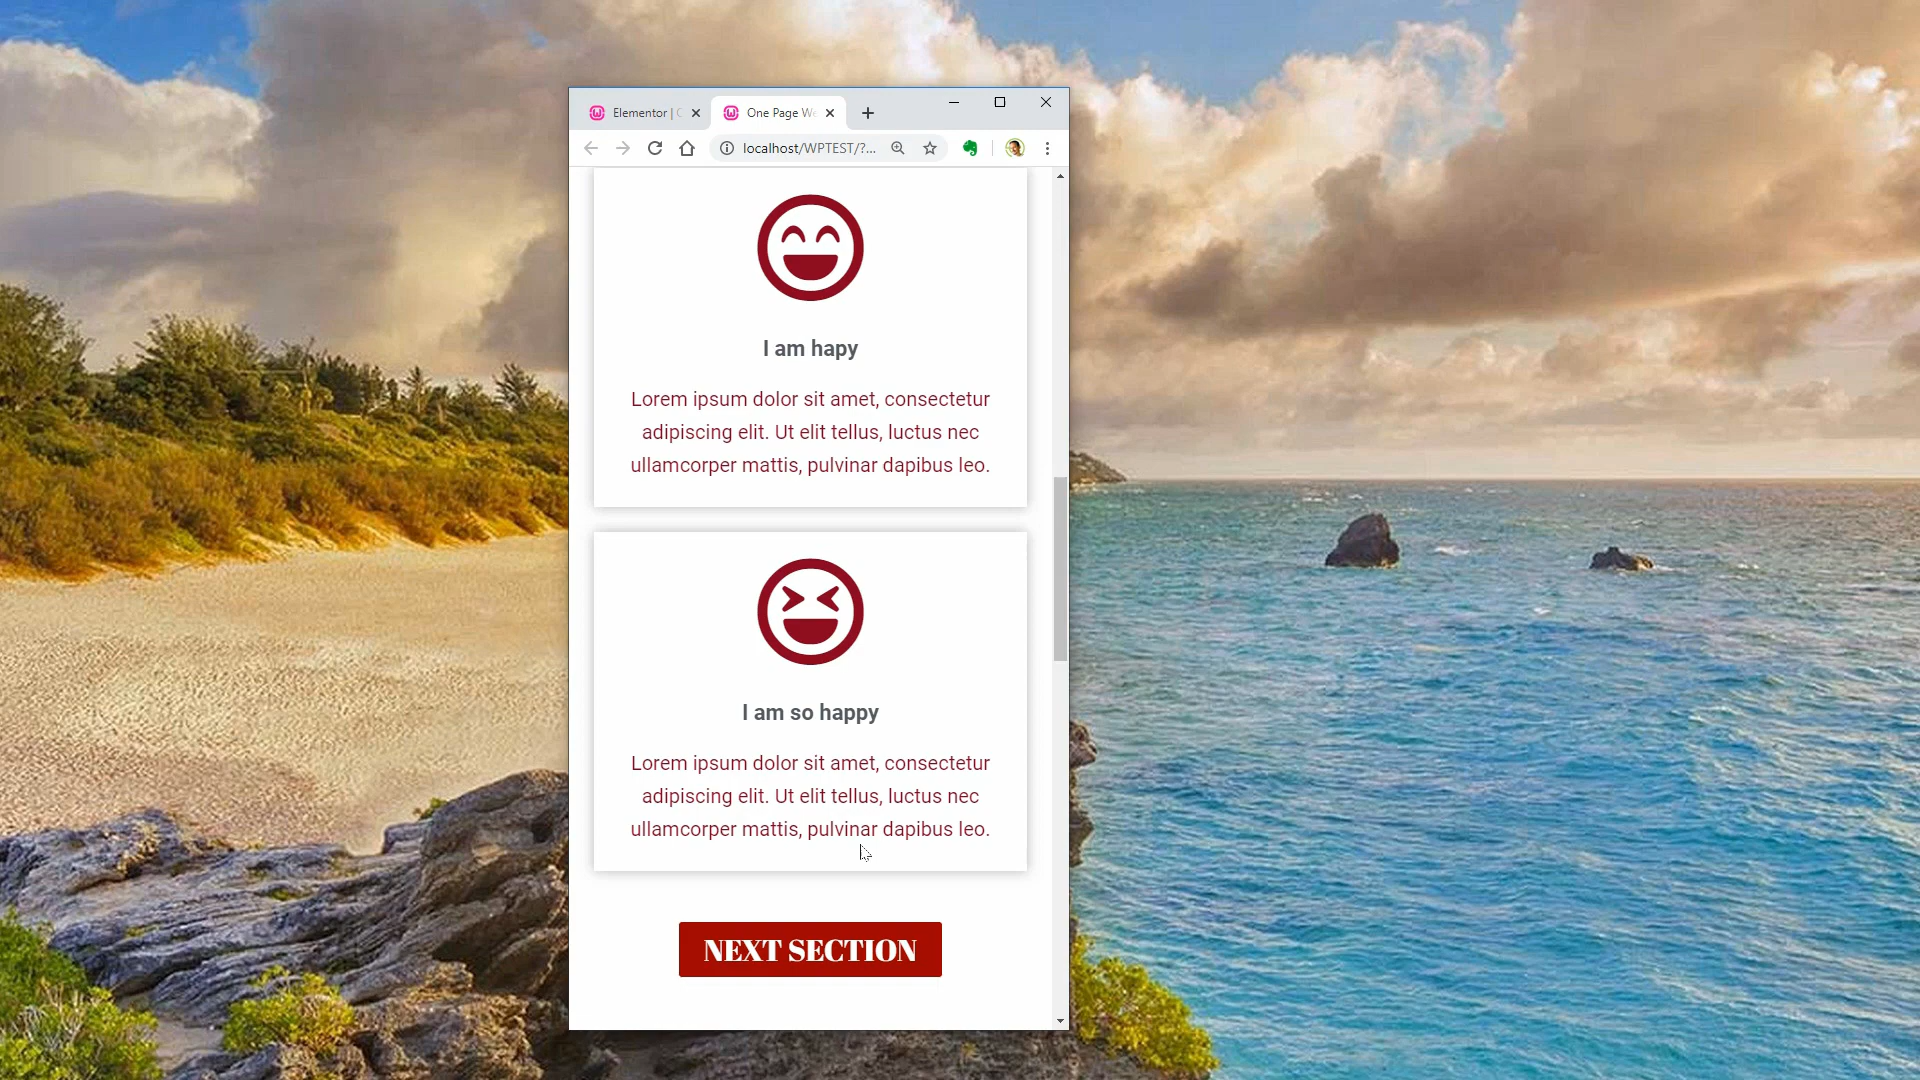 Elementor |
One Page We
localhost/WPTEST/?...
I am hapy
Lorem ipsum dolor sit amet, consectetur
adipiscing elit. Ut elit tellus, luctus nec
ullamcorper mattis, pulvinar dapibus leo.
I am so happy
Lorem ipsum dolor sit amet, consectetur
adipiscing elit. Ut elit tellus, luctus nec
ullamcorper mattis, pulvinar dapibus leo.
NEXT SECTION